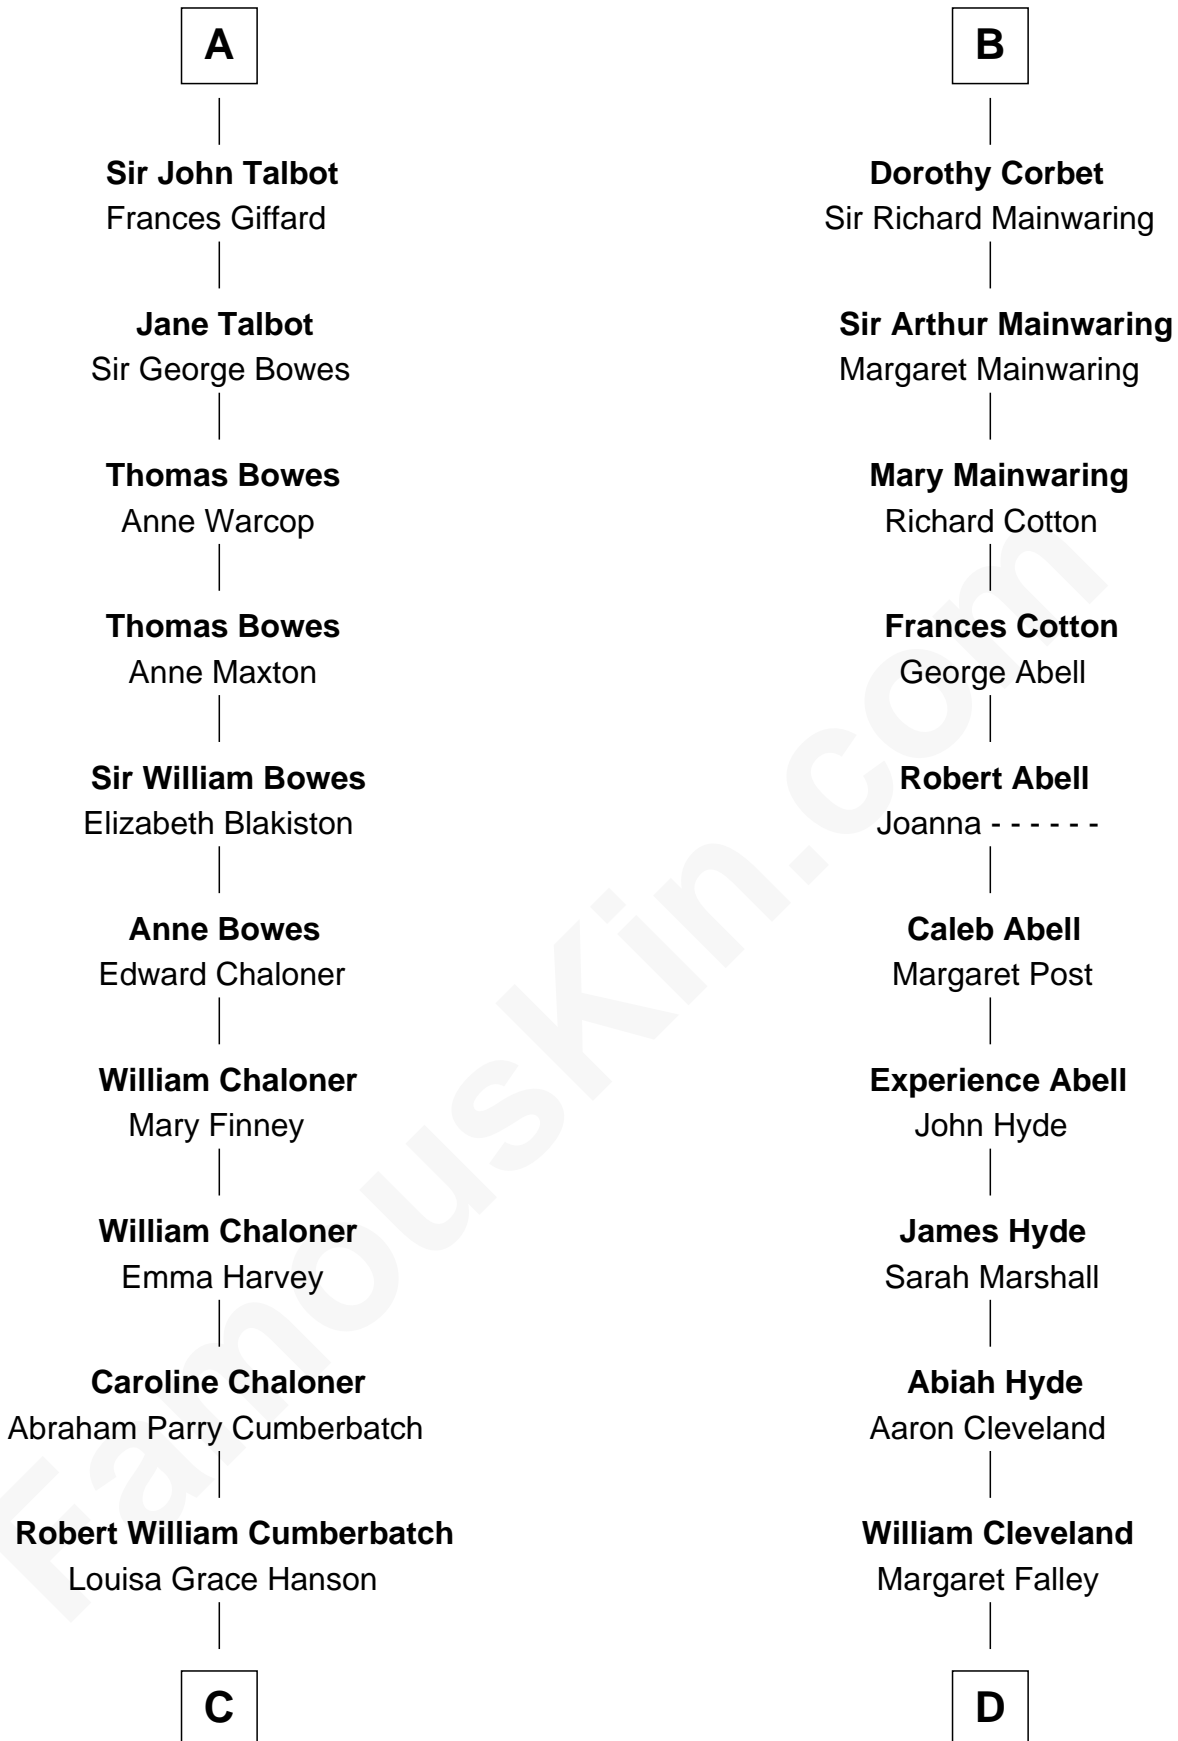 A
Sir John Talbot
Frances Giffard
Jane Talbot
Sir George Bowes
Thomas Bowes
Anne Warcop
Thomas Bowes
Anne Maxton
Sir William Bowes
Elizabeth Blakiston
Anne Bowes
Edward Chaloner
William Chaloner
Mary Finney
William Chaloner
Emma Harvey
Caroline Chaloner
Abraham Parry Cumberbatch
Robert William Cumberbatch
Louisa Grace Hanson
C
B
Dorothy Corbet
Sir Richard Mainwaring
Sir Arthur Mainwaring
Margaret Mainwaring
Mary Mainwaring
Richard Cotton
Frances Cotton
George Abell
Robert Abell
Joanna - - - - - -
Caleb Abell
Margaret Post
Experience Abell
John Hyde
James Hyde
Sarah Marshall
Abiah Hyde
Aaron Cleveland
William Cleveland
Margaret Falley
D
FamousKin.com